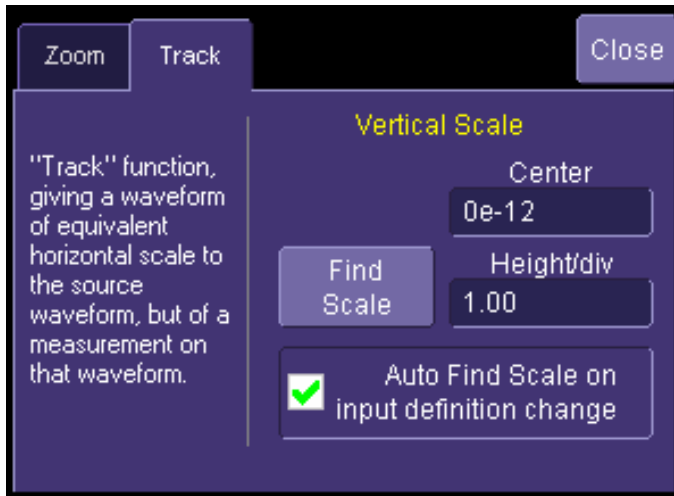 Zoom
Track
Close
"Track" function,
giving a waveform
of equivalent
horizontal scale to
the source
waveform, but of a
measurement on
that waveform.
Vertical Scale
Center
0e-12
Find
Scale
Height/div
1.00
Auto Find Scale on
input definition change